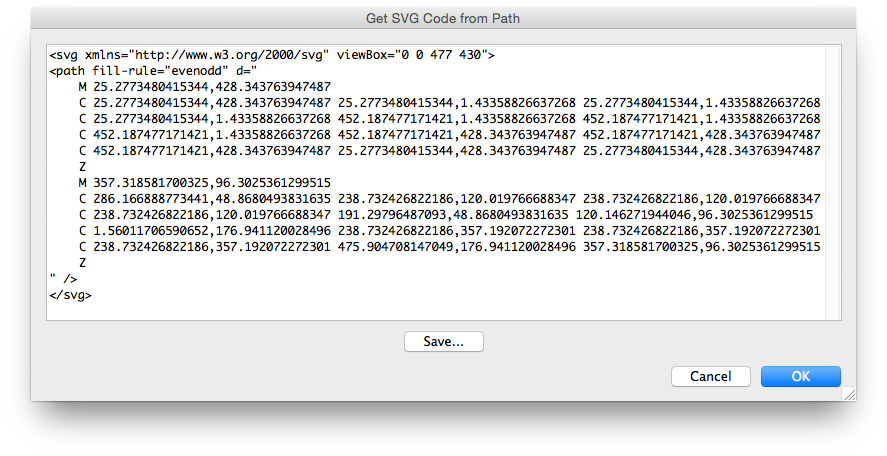 Get SVG Code from Path
<svg xmlns="http://www.w3.org/2000/svg" viewBox="0 0 477 430">
<path fill-rule="evenodd" d="
M 25.2773480415344,428.343763947487
C 25.2773480415344,428.343763947487 25.2773480415344,1.43358826637268 25.2773480415344,1.43358826637268
C 25.2773480415344,1.43358826637268 452.187477171421,1.43358826637268 452.187477171421,1.43358826637268
C 452.187477171421,1.43358826637268 452.187477171421,428.343763947487 452.187477171421,428.343763947487
C 452.187477171421,428.343763947487 25.2773480415344,428.343763947487 25.2773480415344,428.343763947487
Z
M 357.318581700325,96.3025361299515
C 286.166888773441,48.8680493831635 238.732426822186,120.019766688347 238.732426822186,120.019766688347
C 238.732426822186,120.019766688347 191.29796487093,48.8680493831635 120.146271944046,96.3025361299515
C 1.56011706590652,176.941120028496 238.732426822186,357.192072272301 238.732426822186,357.192072272301
C 238.732426822186,357.192072272301 475.904708147049,176.941120028496 357.318581700325,96.3025361299515
Z
" />
</svg>
Save...
Cancel
OK